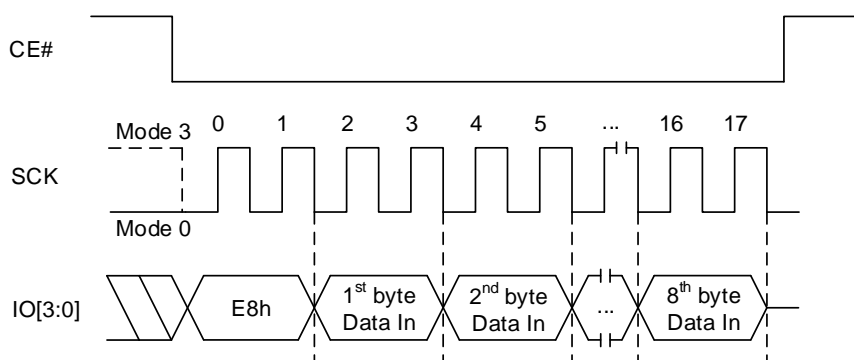 CE#
Mode 3
0 1 2 3 4 5 ... 16 17
SCK
Mode 0
IO[3:0]
E8h
1st byte
Data In
2nd byte
Data In
...
8th byte
Data In